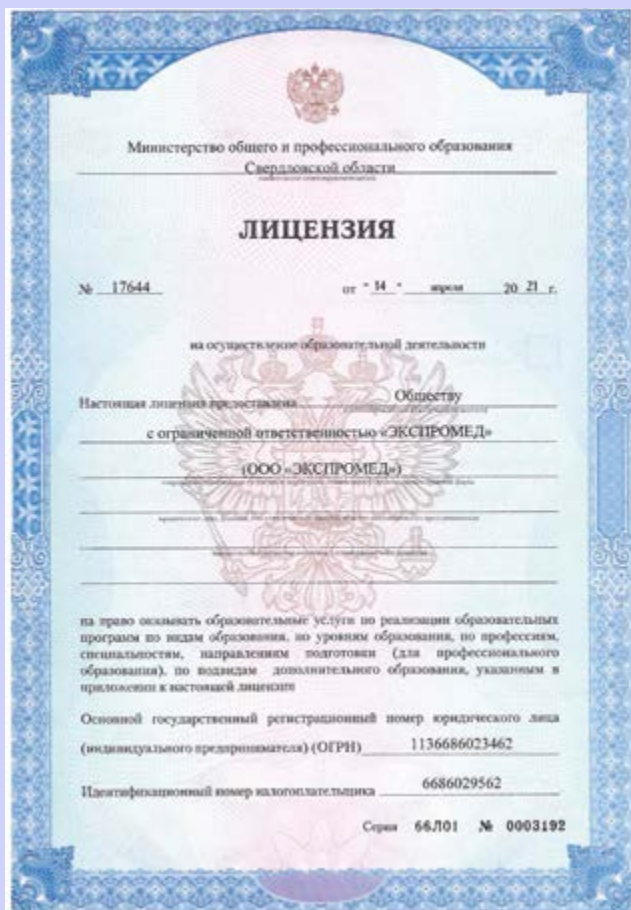 Министерство общего и профессионального образования
Свердловской области
ЛИЦЕНЗИЯ
№ 17644 от "14" апреля 20 21 г.
на осуществление образовательной деятельности
Настоящая лицензия предоставлена Обществу
с ограниченной ответственностью «ЭКСПРОМЕД»
(ООО «ЭКСПРОМЕД»)
на право оказывать образовательные услуги по реализации образовательных
программ по видам образования, по уровням образования, по профессиям,
специальностям, направлениям подготовки (для профессионального
образования), по подвидам дополнительного образования, указанным в
приложении к настоящей лицензии
Основной государственный регистрационный номер юридического лица
(индивидуального предпринимателя) (ОГРН) 1136686023462
Идентификационный номер налогоплательщика 6686029562
Серия 66Л01 № 0003192